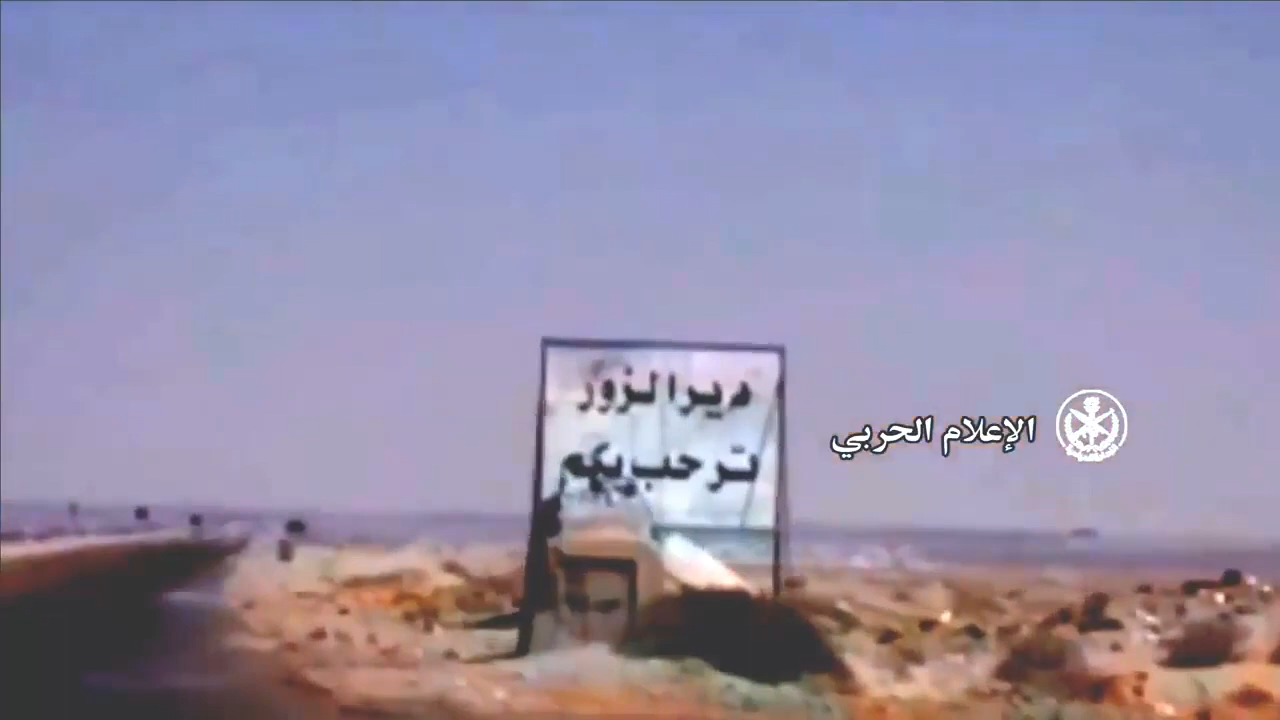 ديرالزور
ترحب بكم
الإعلام الحربي